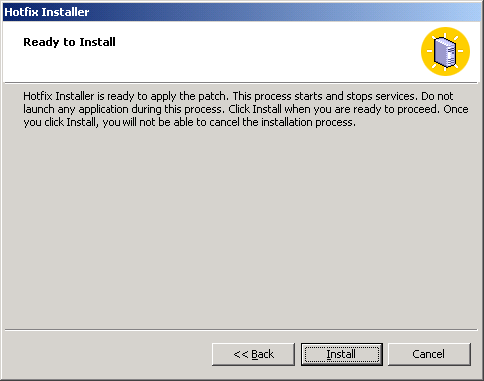 Hotfix Installer
Ready to Install
Hotfix Installer is ready to apply the patch. This process starts and stops services. Do not
launch any application during this process. Click Install when you are ready to proceed. Once
you click Install, you will not be able to cancel the installation process.
<< Back
Install
Cancel